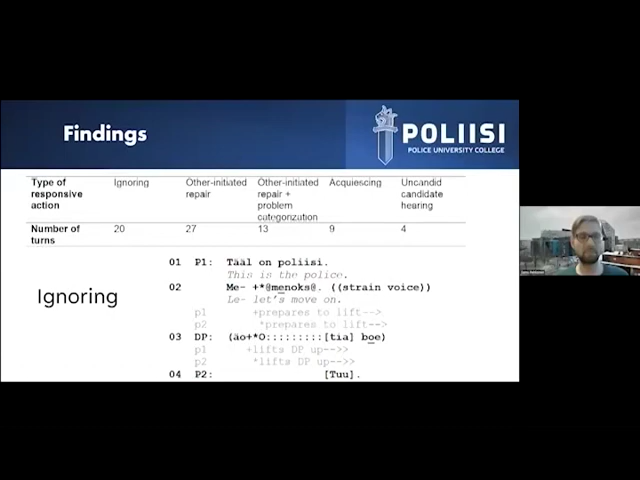 Findings
POLIISI
POLICE UNIVERSITY COLLEGE
Type of responsive action Ignoring Other-initiated repair Other-initiated repair + problem categorization Acquiescing Uncandid candidate hearing
Number of turns 20 27 13 9 4
Ignoring
01 P1: Tääl on poliisi.
This is the police.
02 Me- +*@menoks@. ((strain voice))
Le- let's move on.
p1 +prepares to lift-->
p2 *prepares to lift-->
03 DP: (äo+*O:::::::::[tia] boe)
p1 +lifts DP up-->>
p2 *lifts DP up-->>
04 P2: [Tuu].